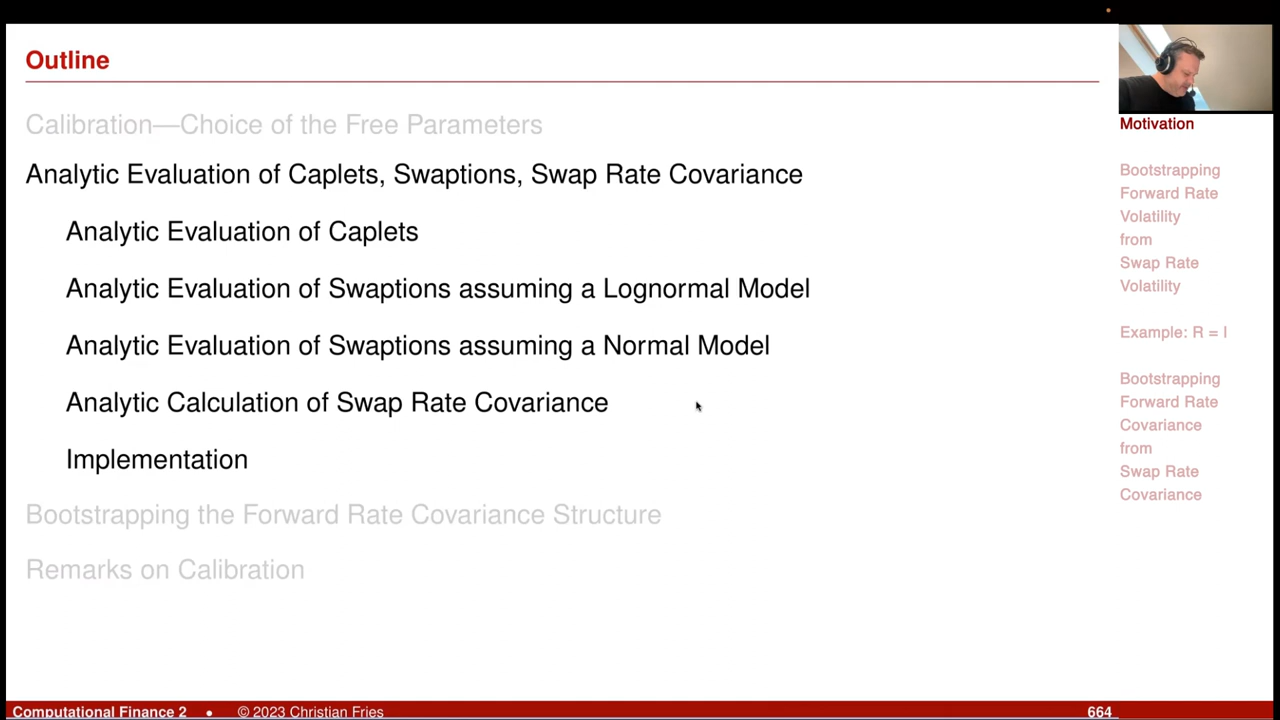 Outline
Calibration—Choice of the Free Parameters
Analytic Evaluation of Caplets, Swaptions, Swap Rate Covariance
Analytic Evaluation of Caplets
Analytic Evaluation of Swaptions assuming a Lognormal Model
Analytic Evaluation of Swaptions assuming a Normal Model
Analytic Calculation of Swap Rate Covariance
Implementation
Bootstrapping the Forward Rate Covariance Structure
Remarks on Calibration
Motivation
Bootstrapping
Forward Rate
Volatility
from
Swap Rate
Volatility
Example: R = I
Bootstrapping
Forward Rate
Covariance
from
Swap Rate
Covariance
Computational Finance 2 • © 2023 Christian Fries 664